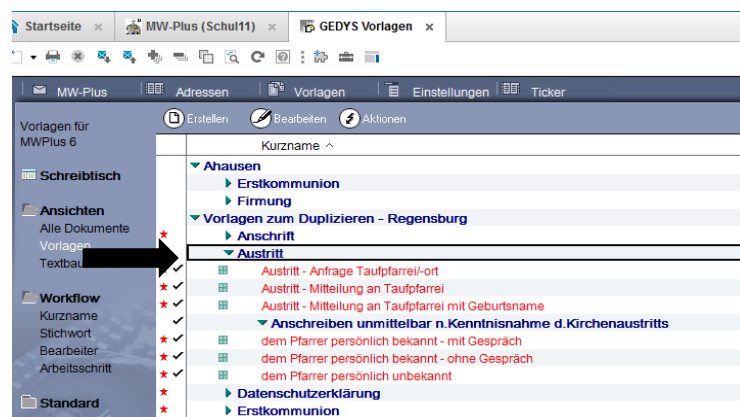 Startseite × MW-Plus (Schul11) × GEDYS Vorlagen ×
MW-Plus Adressen Vorlagen Einstellungen Ticker
Vorlagen für
MWPlus 6
Erstellen Bearbeiten Aktionen
Kurzname
Schreibtisch
Ansichten
Alle Dokumente
Vorlagen
Workflow
Kurzname
Stichwort
Bearbeiter
Arbeitsschritt
Standard
Ahausen
Erstkommunion
Firmung
Vorlagen zum Duplizieren - Regensburg
Anschrift
Austritt
Austritt - Anfrage Taufpfarrei/-ort
Austritt - Mitteilung an Taufpfarrei
Austritt - Mitteilung an Taufpfarrei mit Geburtsname
Anschreiben unmittelbar n.Kenntnisnahme d.Kirchenaustritts
dem Pfarrer persönlich bekannt - mit Gespräch
dem Pfarrer persönlich bekannt - ohne Gespräch
dem Pfarrer persönlich unbekannt
Datenschutzerklärung
Erstkommunion